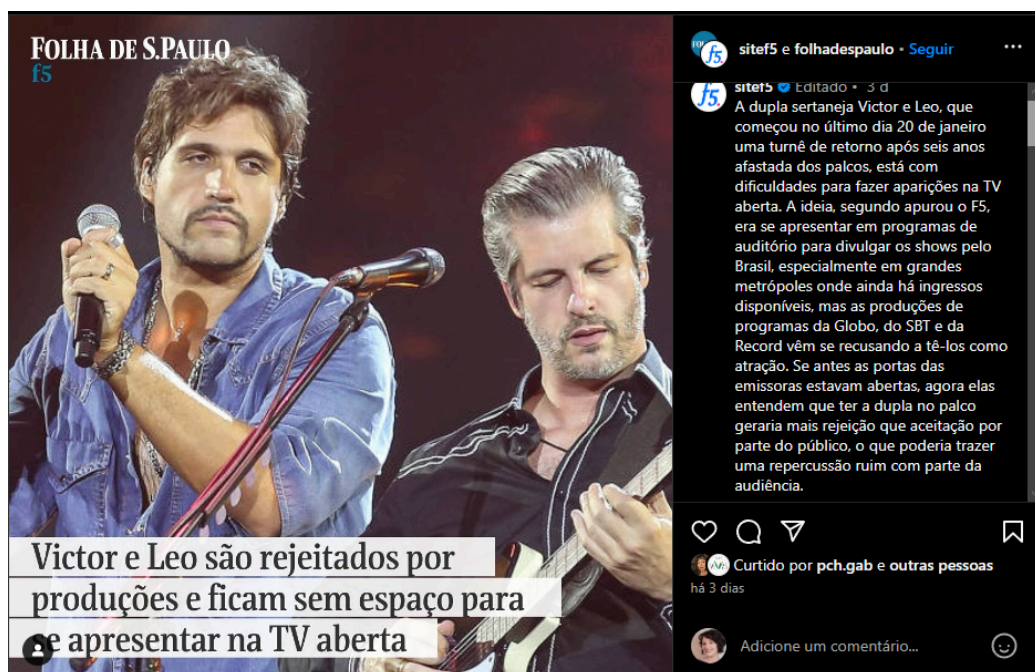 FOLHA DE S.PAULO
f5
Victor e Leo são rejeitados por
produções e ficam sem espaço para
se apresentar na TV aberta
f5.
sitef5 e folhadespaulo • Seguir
f5.
sitef5 Editado • 3 d
A dupla sertaneja Victor e Leo, que
começou no último dia 20 de janeiro
uma turnê de retorno após seis anos
afastada dos palcos, está com
dificuldades para fazer aparições na TV
aberta. A ideia, segundo apurou o F5,
era se apresentar em programas de
auditório para divulgar os shows pelo
Brasil, especialmente em grandes
metrópoles onde ainda há ingressos
disponíveis, mas as produções de
programas da Globo, do SBT e da
Record vêm se recusando a tê-los como
atração. Se antes as portas das
emissoras estavam abertas, agora elas
entendem que ter a dupla no palco
geraria mais rejeição que aceitação por
parte do público, o que poderia trazer
uma repercussão ruim com parte da
audiência.
Curtido por pch.gab e outras pessoas
há 3 dias
Adicione um comentário...